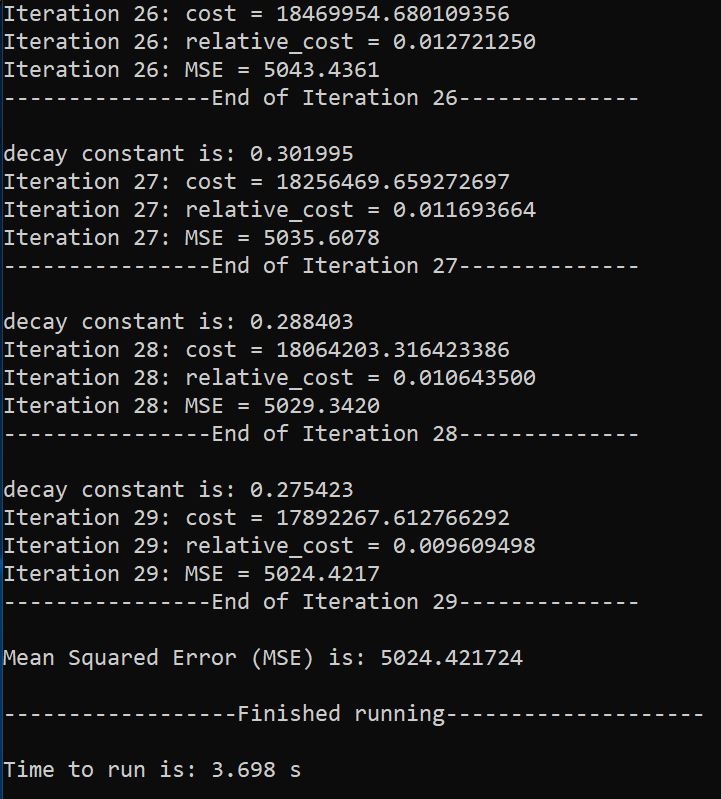 Iteration 26: cost = 18469954.680109356
Iteration 26: relative_cost = 0.012721250
Iteration 26: MSE = 5043.4361
----------------End of Iteration 26--------------
decay constant is: 0.301995
Iteration 27: cost = 18256469.659272697
Iteration 27: relative_cost = 0.011693664
Iteration 27: MSE = 5035.6078
----------------End of Iteration 27--------------
decay constant is: 0.288403
Iteration 28: cost = 18064203.316423386
Iteration 28: relative_cost = 0.010643500
Iteration 28: MSE = 5029.3420
----------------End of Iteration 28--------------
decay constant is: 0.275423
Iteration 29: cost = 17892267.612766292
Iteration 29: relative_cost = 0.009609498
Iteration 29: MSE = 5024.4217
----------------End of Iteration 29--------------
Mean Squared Error (MSE) is: 5024.421724
------------------Finished running--------------------
Time to run is: 3.698 s